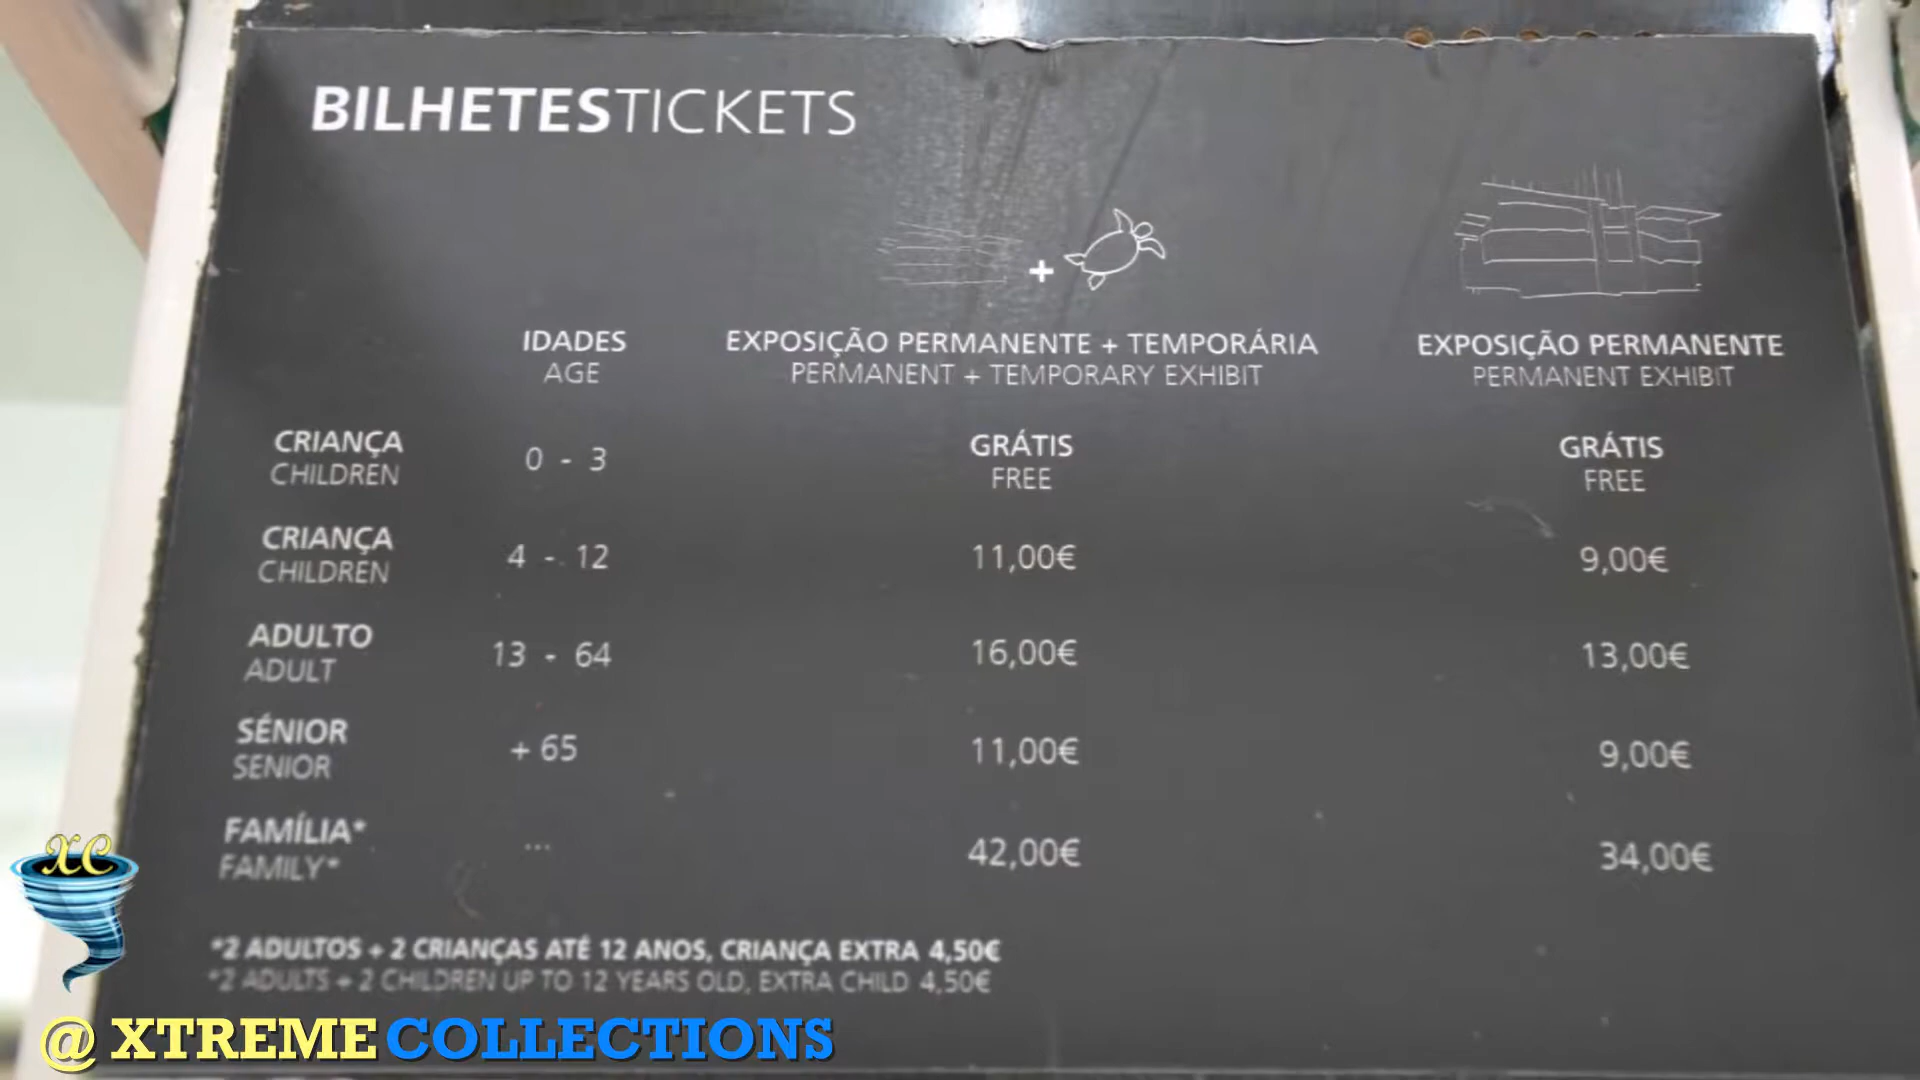 BILHETESTICKETS
+
IDADES EXPOSIÇÃO PERMANENTE + TEMPORÁRIA EXPOSIÇÃO PERMANENTE
AGE PERMANENT + TEMPORARY EXHIBIT PERMANENT EXHIBIT
CRIANÇA 0 - 3 GRÁTIS GRÁTIS
CHILDREN FREE FREE
CRIANÇA 4 - 12 11,00€ 9,00€
CHILDREN
ADULTO 13 - 64 16,00€ 13,00€
ADULT
SÉNIOR + 65 11,00€ 9,00€
SENIOR
FAMÍLIA* ... 42,00€ 34,00€
FAMILY*
*2 ADULTOS + 2 CRIANÇAS ATÉ 12 ANOS, CRIANÇA EXTRA 4,50€
*2 ADULTS + 2 CHILDREN UP TO 12 YEARS OLD, EXTRA CHILD 4,50€
XC
@ XTREMECOLLECTIONS